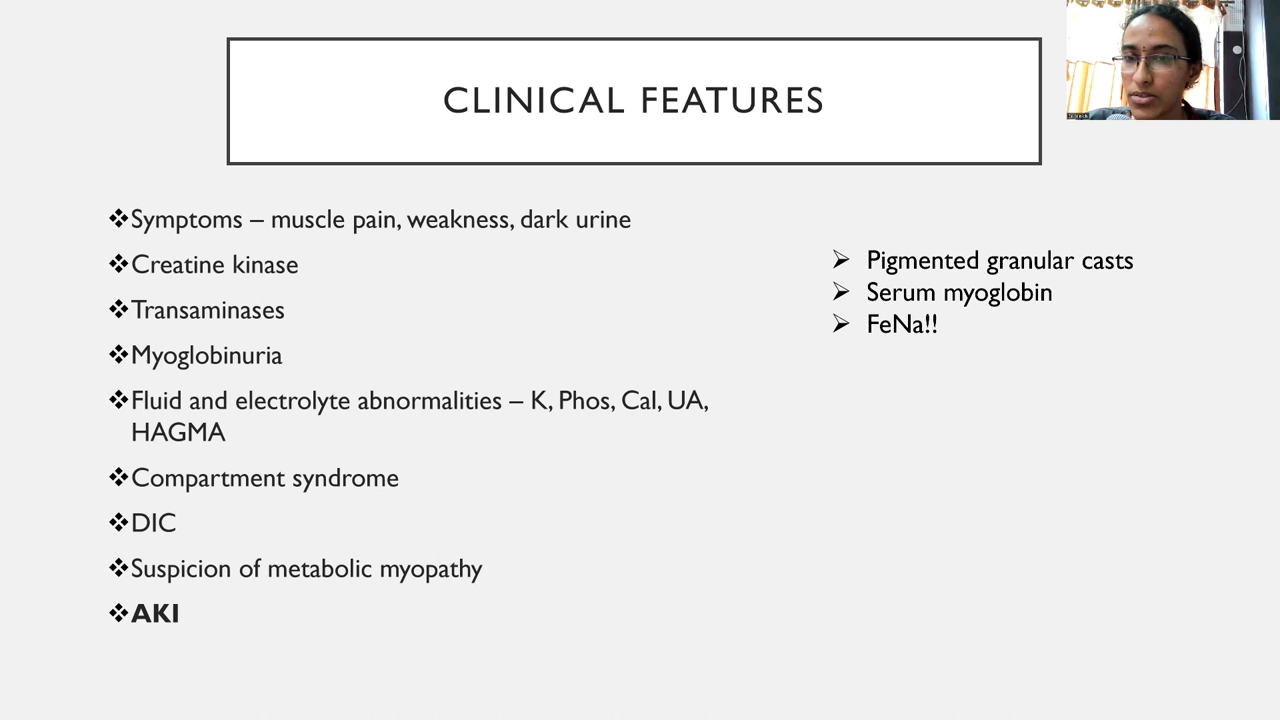 CLINICAL FEATURES
❖Symptoms – muscle pain, weakness, dark urine
❖Creatine kinase
❖Transaminases
❖Myoglobinuria
❖Fluid and electrolyte abnormalities – K, Phos, Cal, UA,
HAGMA
❖Compartment syndrome
❖DIC
❖Suspicion of metabolic myopathy
❖AKI
➢ Pigmented granular casts
➢ Serum myoglobin
➢ FeNa!!